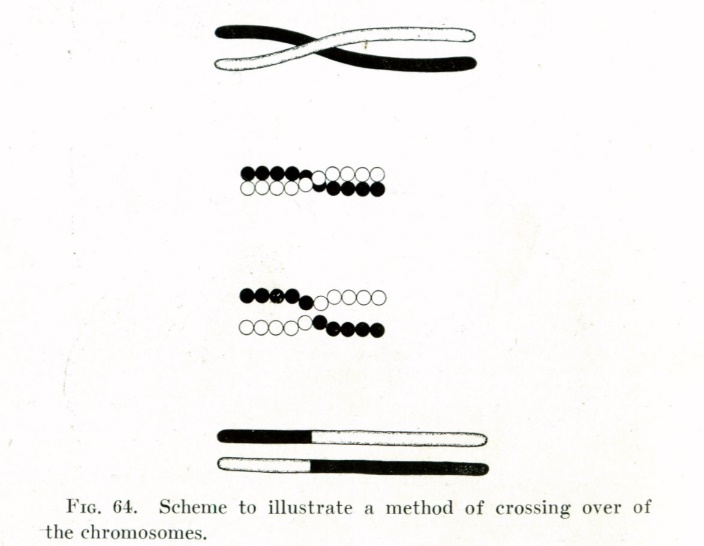 FIG. 64. Scheme to illustrate a method of crossing over of
the chromosomes.